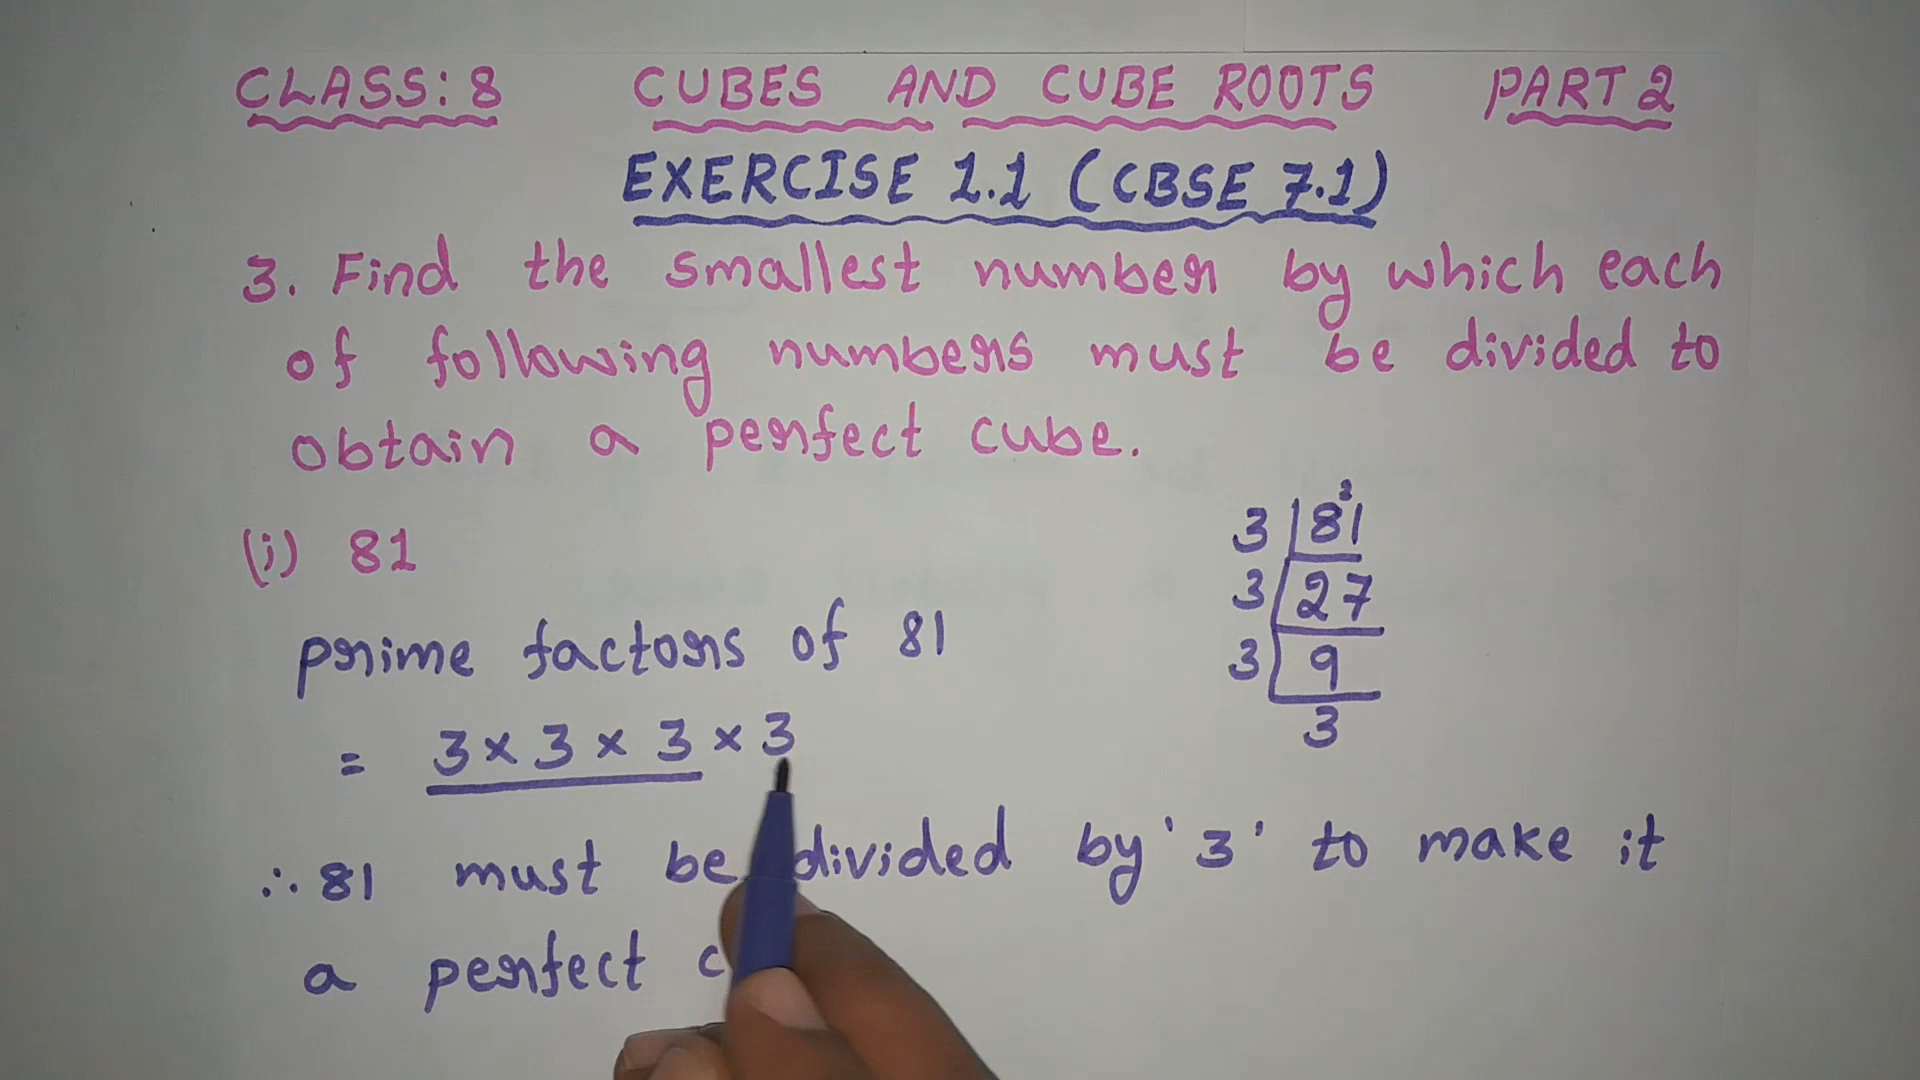 CLASS: 8 CUBES AND CUBE ROOTS PART 2
EXERCISE 1.1 (CBSE 7.1)
3. Find the smallest number by which each
of following numbers must be divided to
obtain a perfect cube.
(i) 81
prime factors of 81
= 3 × 3 × 3 × 3
3 | 8²1
3 | 27
3 | 9
3
∴ 81 must be divided by '3' to make it
a perfect